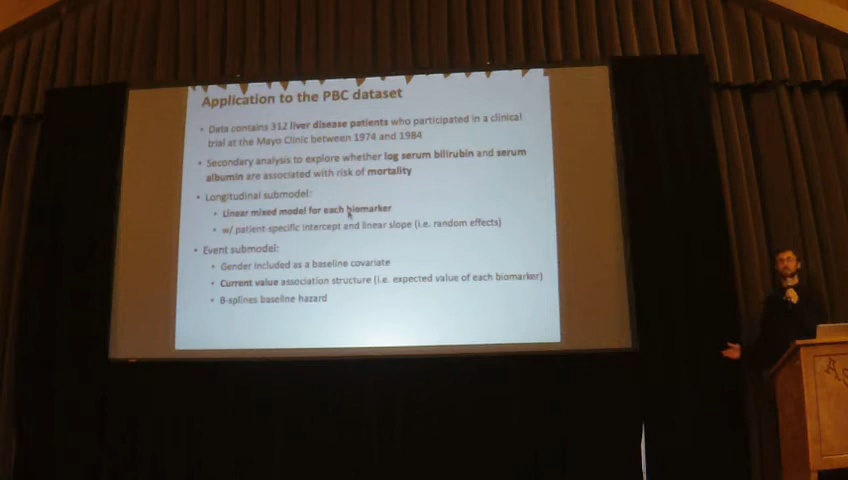 Application to the PBC dataset
• Data contains 312 liver disease patients who participated in a clinical
trial at the Mayo Clinic between 1974 and 1984
• Secondary analysis to explore whether log serum bilirubin and serum
albumin are associated with risk of mortality
• Longitudinal submodel:
• Linear mixed model for each biomarker
• w/ patient-specific intercept and linear slope (i.e. random effects)
• Event submodel:
• Gender included as a baseline covariate
• Current value association structure (i.e. expected value of each biomarker)
• B-splines baseline hazard